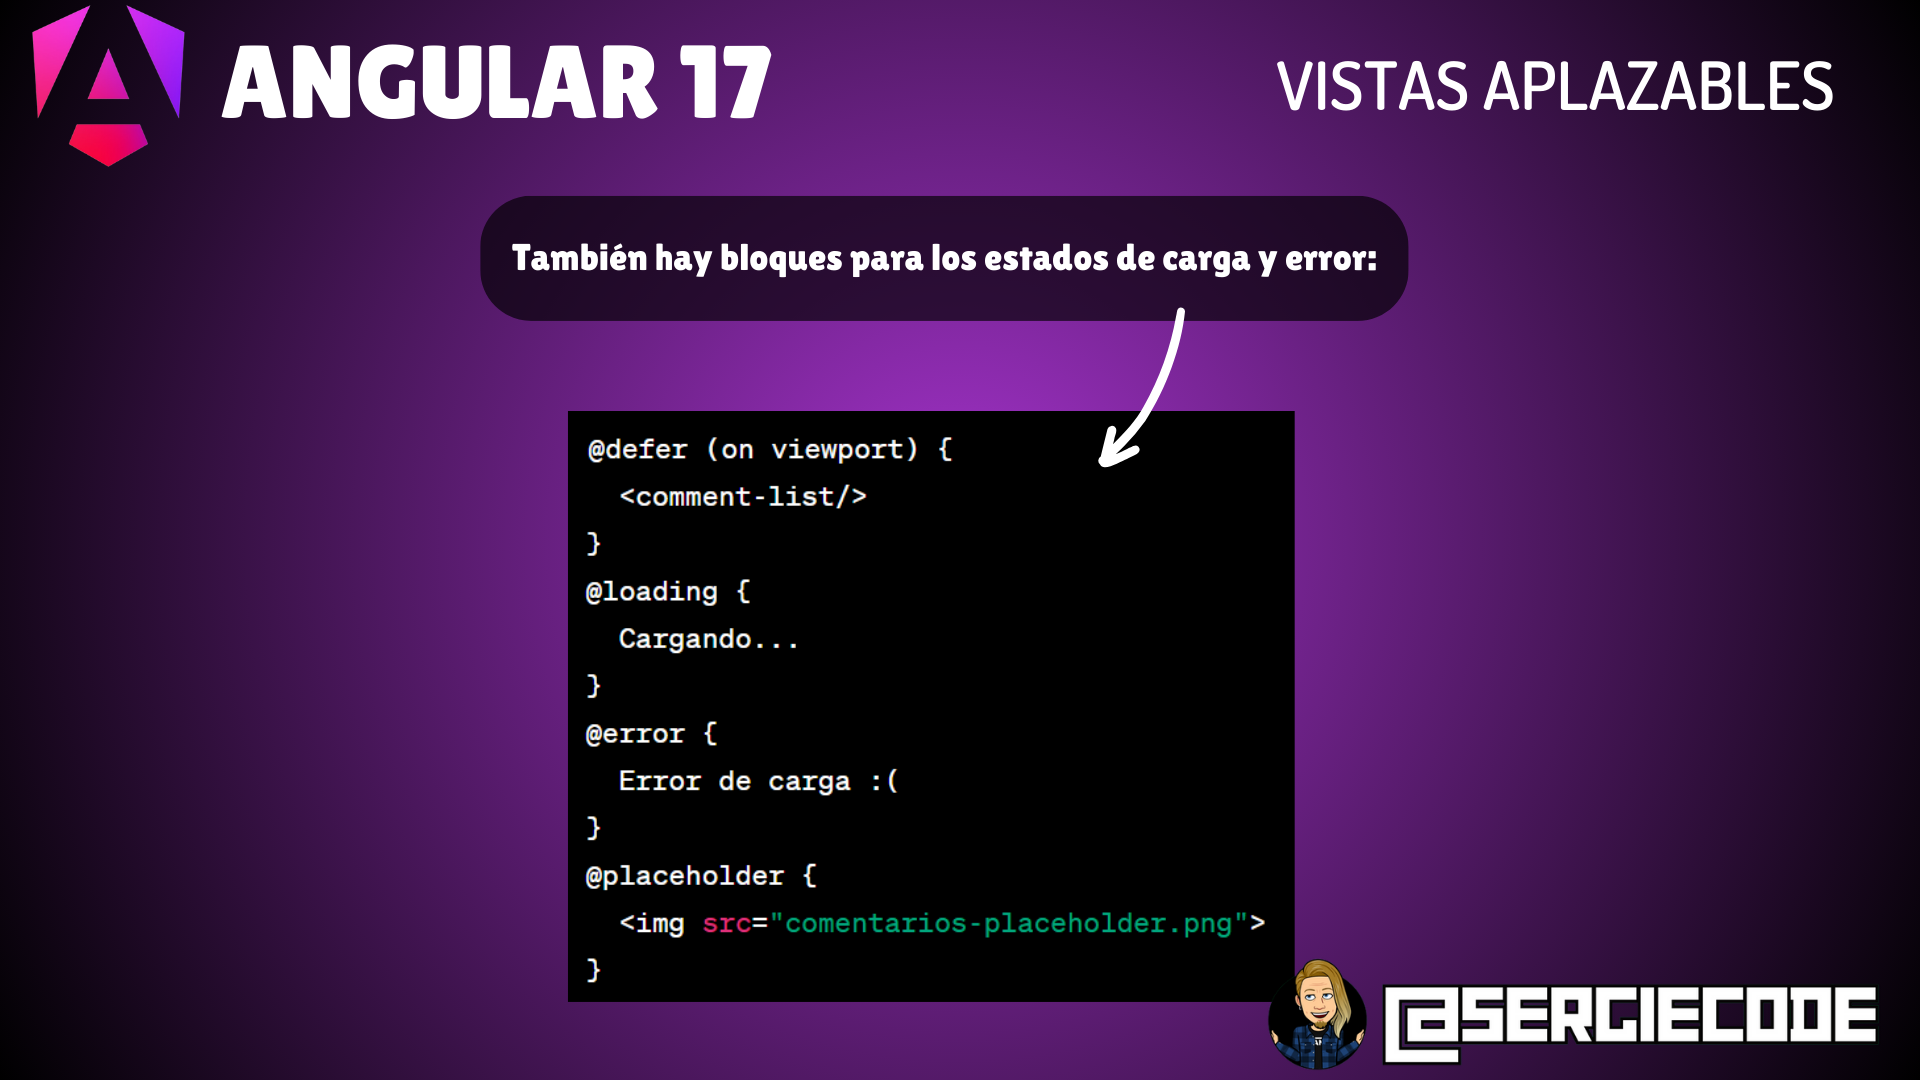 ANGULAR 17
VISTAS APLAZABLES
También hay bloques para los estados de carga y error:
@defer (on viewport) {
  <comment-list/>
}
@loading {
  Cargando...
}
@error {
  Error de carga :(
}
@placeholder {
  <img src="comentarios-placeholder.png">
}
@SERGIECODE